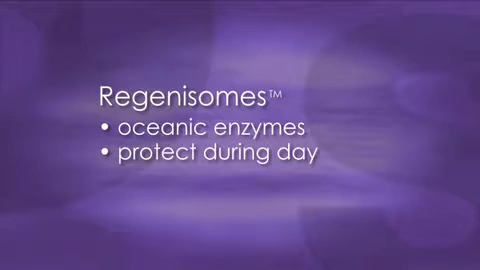 Regenisomes™
• oceanic enzymes
• protect during day